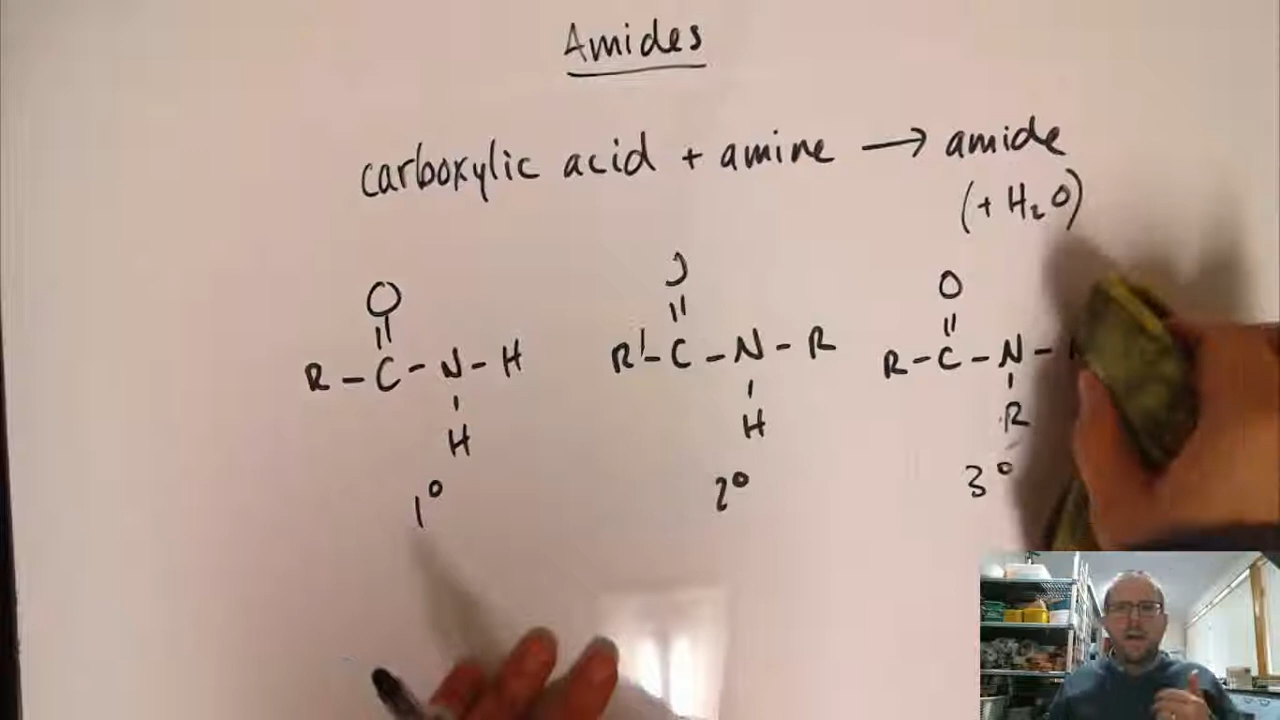 Amides
carboxylic acid + amine → amide
(+ H₂O)
O O
R – C – N – H R' – C – N – R R – C – N –
H H R
1° 2° 3°